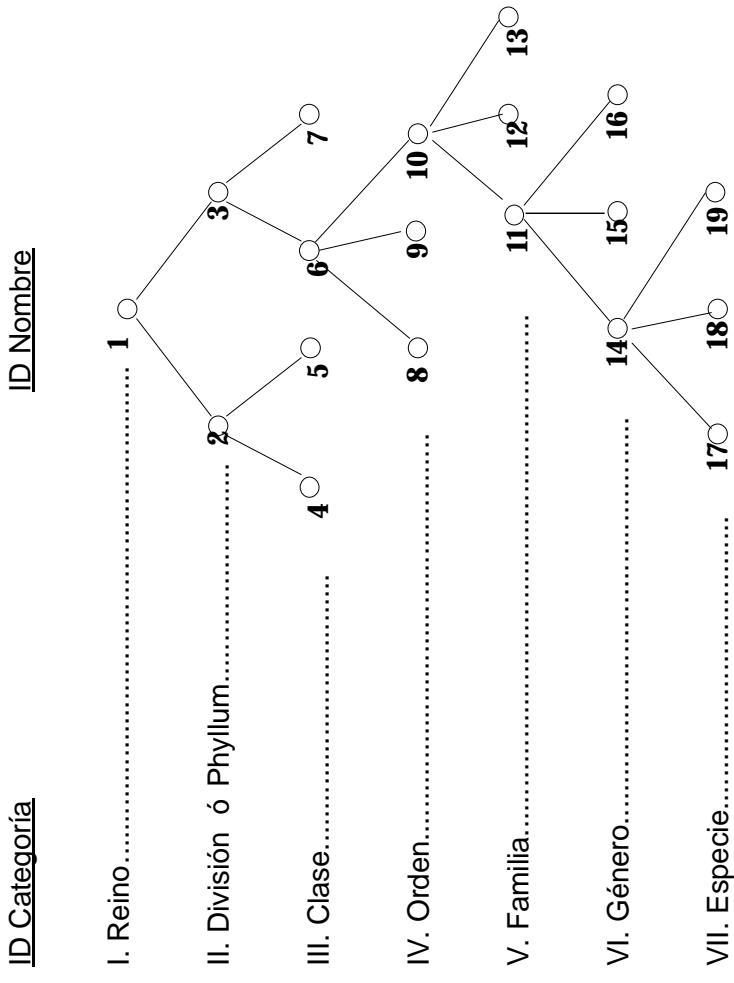 ID Categoría ID Nombre
I. Reino 1
II. División ó Phyllum 2 3
III. Clase 4 5 6 7
IV. Orden 8 9 10
V. Familia 11 12 13
VI. Género 14 15 16
VII. Especie 17 18 19